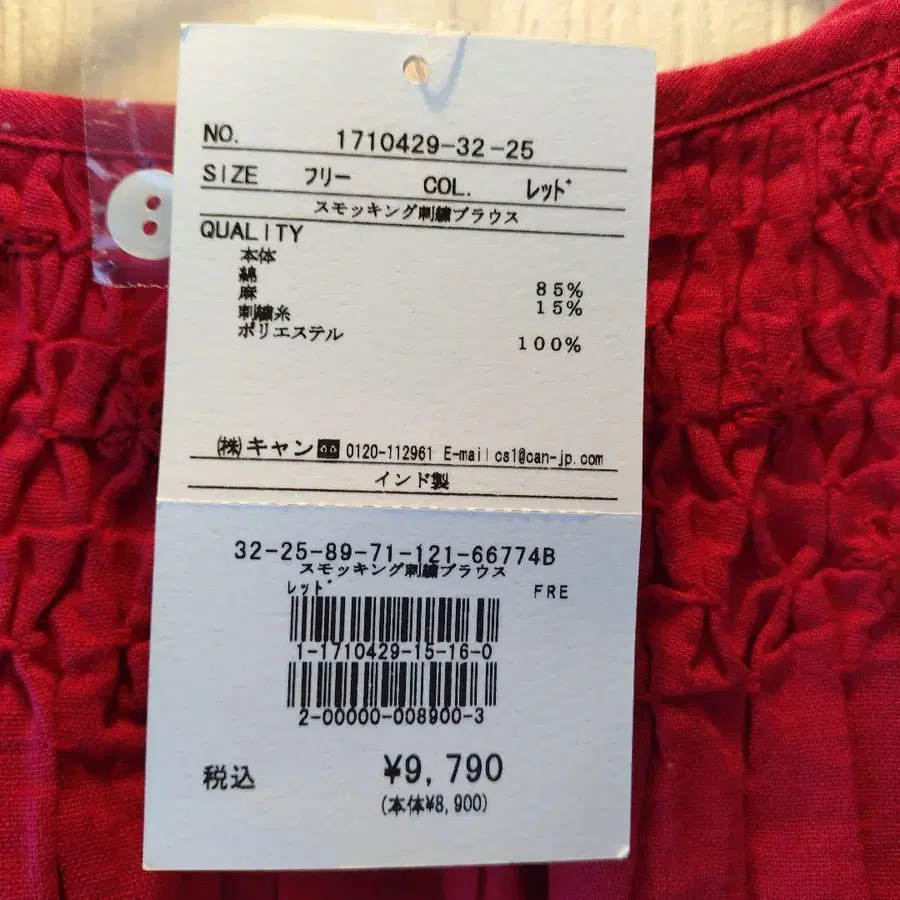 NO. 1710429-32-25
SIZE フリー COL. レッド
スモッキング刺繍ブラウス
QUALITY
本体
綿 85%
麻 15%
刺繍糸
ポリエステル 100%
㈱キャン 0120-112961 E-mail cs1@can-jp.com
インド製
32-25-89-71-121-66774B
スモッキング刺繍ブラウス
レッド FRE
1-1710429-15-16-0
2-00000-008900-3
税込 ¥9,790
(本体¥8,900)